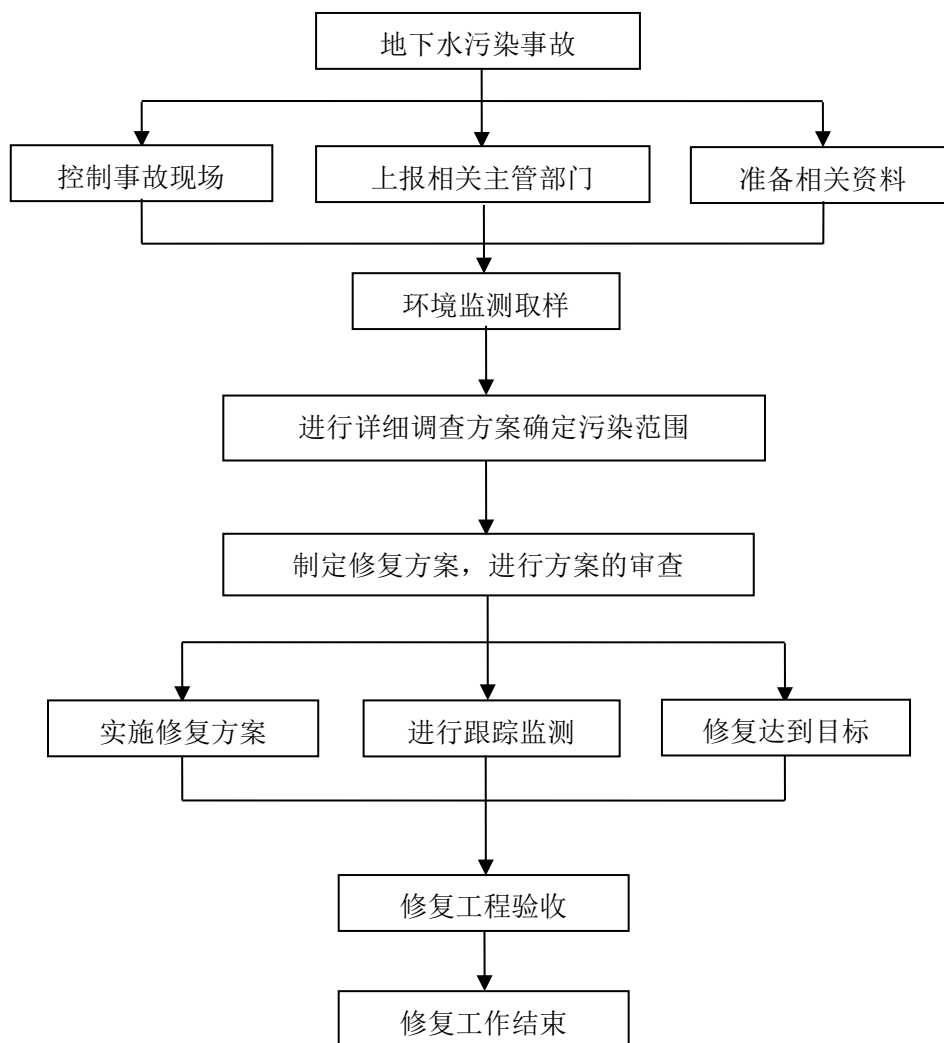 地下水污染事故
控制事故现场
上报相关主管部门
准备相关资料
环境监测取样
进行详细调查方案确定污染范围
制定修复方案，进行方案的审查
实施修复方案
进行跟踪监测
修复达到目标
修复工程验收
修复工作结束